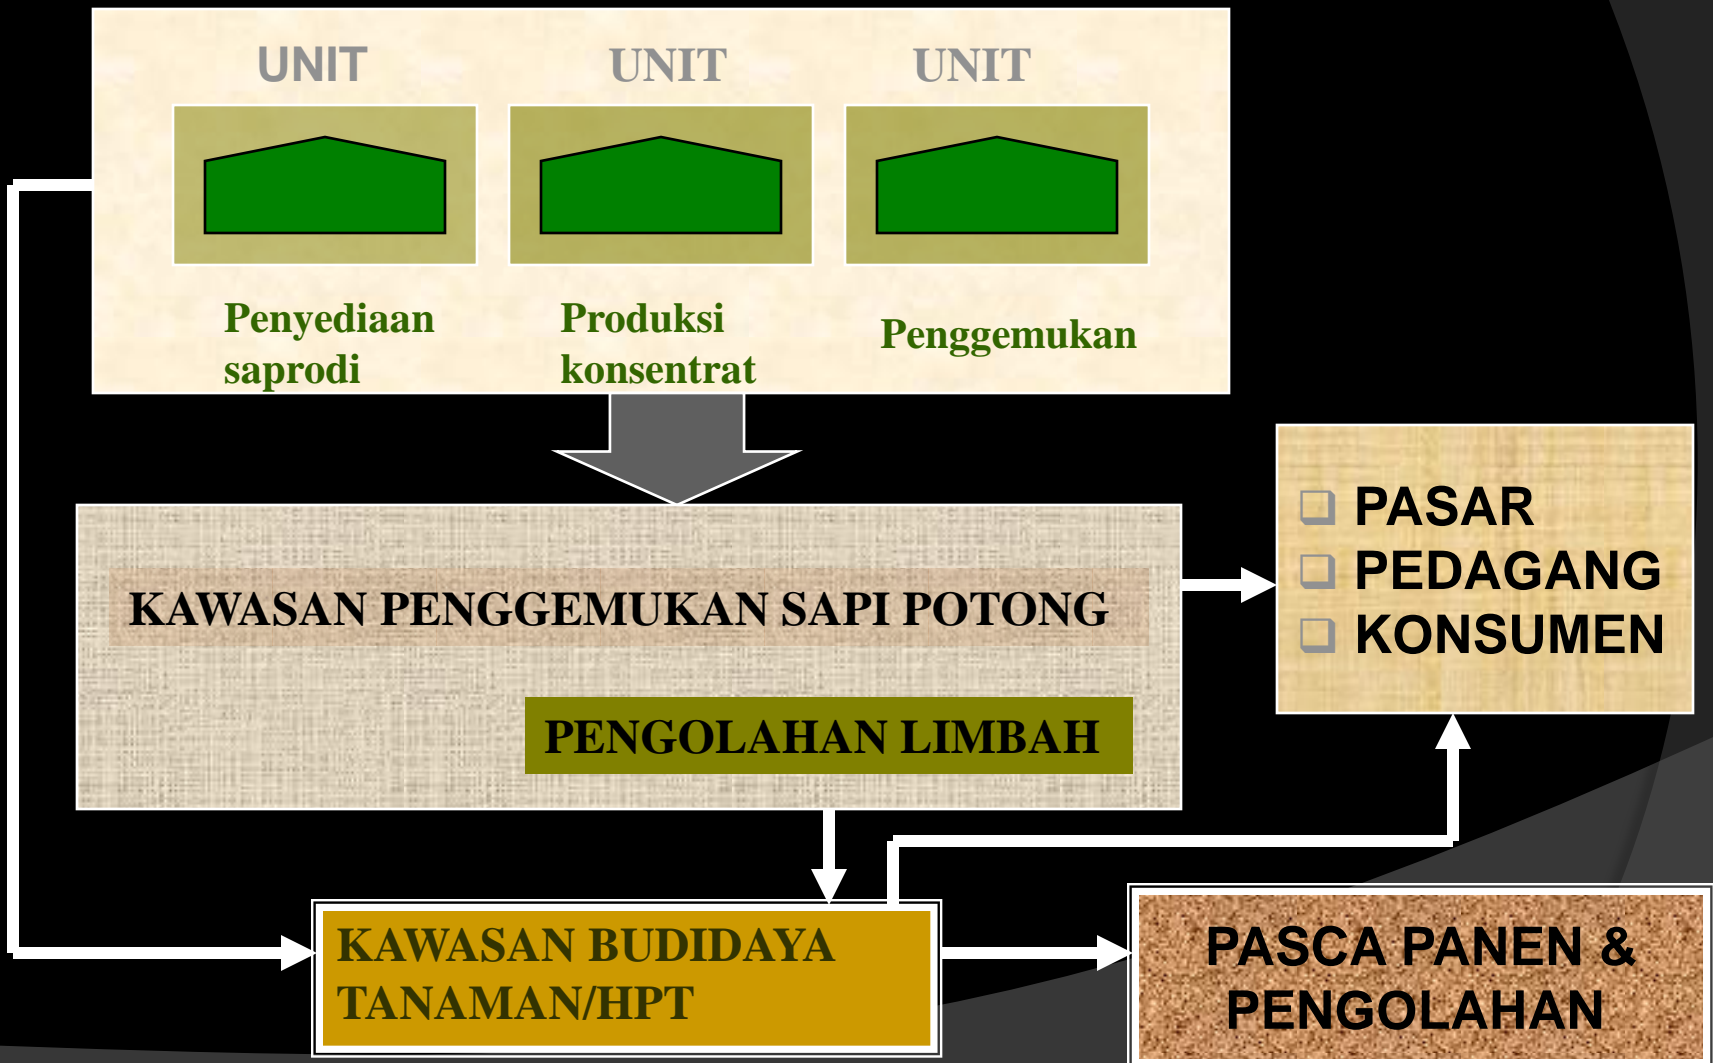 UNIT UNIT UNIT
Penyediaan
saprodi
Produksi
konsentrat
Penggemukan
KAWASAN PENGGEMUKAN SAPI POTONG
PENGOLAHAN LIMBAH
PASAR
PEDAGANG
KONSUMEN
KAWASAN BUDIDAYA
TANAMAN/HPT
PASCA PANEN &
PENGOLAHAN